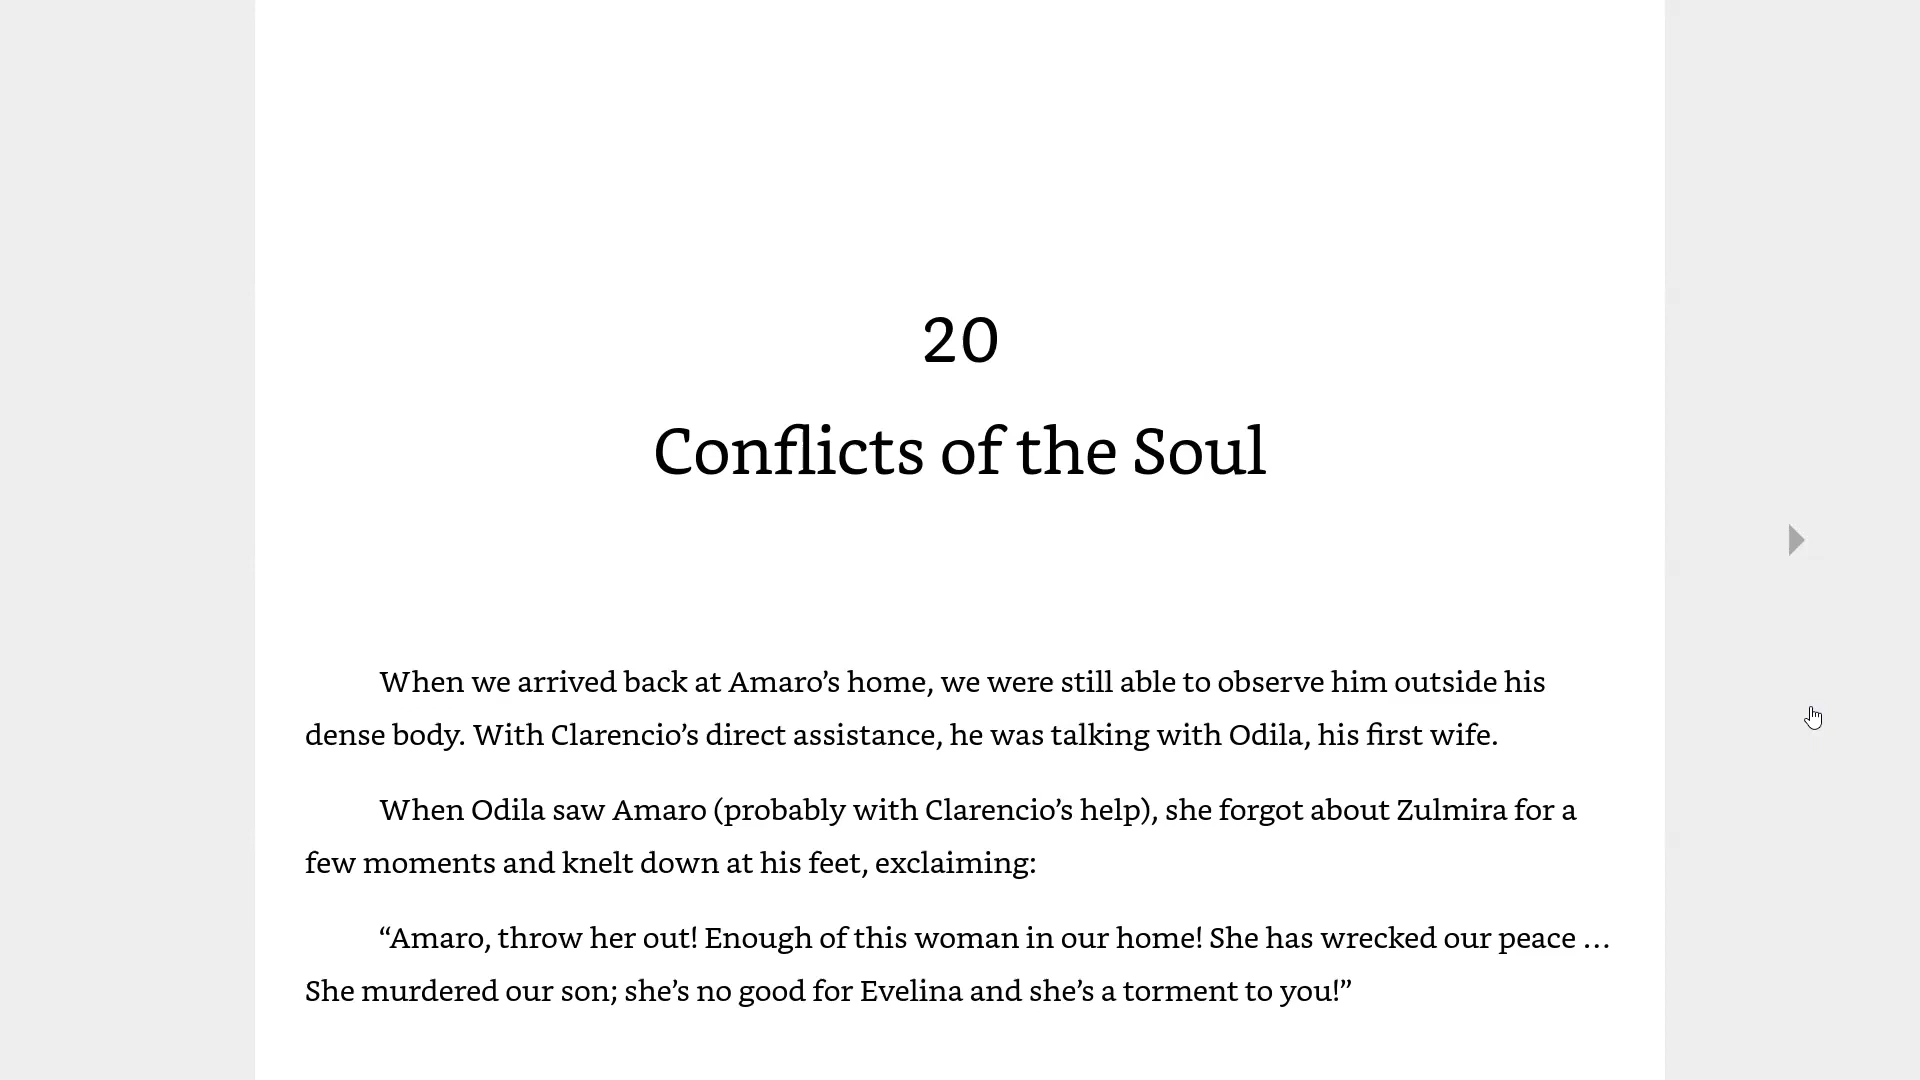 20
Conflicts of the Soul
When we arrived back at Amaro’s home, we were still able to observe him outside his
dense body. With Clarencio’s direct assistance, he was talking with Odila, his first wife.
When Odila saw Amaro (probably with Clarencio’s help), she forgot about Zulmira for a
few moments and knelt down at his feet, exclaiming:
“Amaro, throw her out! Enough of this woman in our home! She has wrecked our peace …
She murdered our son; she’s no good for Evelina and she’s a torment to you!”